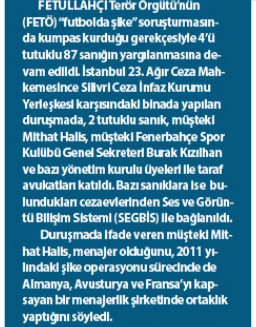 FETULLAHÇI Terör Örgütü'nün
(FETÖ) "futbolda şike" soruşturmasın-
da kumpas kurduğu gerekçesiyle 4'ü
tutuklu 87 sanığın yargılanmasına de-
vam edildi. İstanbul 23. Ağır Ceza Mah-
kemesince Silivri Ceza İnfaz Kurumu
Yerleşkesi karşısındaki binada yapılan
duruşmada, 2 tutuklu sanık, müşteki
Mithat Halis, müşteki Fenerbahçe Spor
Kulübü Genel Sekreteri Burak Kızılhan
ve bazı yönetim kurulu üyeleri ile taraf
avukatları katıldı. Bazı sanıklara ise bu-
lundukları cezaevlerinden Ses ve Görün-
tü Bilişim Sistemi (SEGBİS) ile bağlanıldı.
Duruşmada ifade veren müşteki Mit-
hat Halis, menajer olduğunu, 2011 yı-
lındaki şike operasyonu sürecinde de
Almanya, Avusturya ve Fransa'yı kap-
sayan bir menajerlik şirketinde ortaklık
yaptığını söyledi.